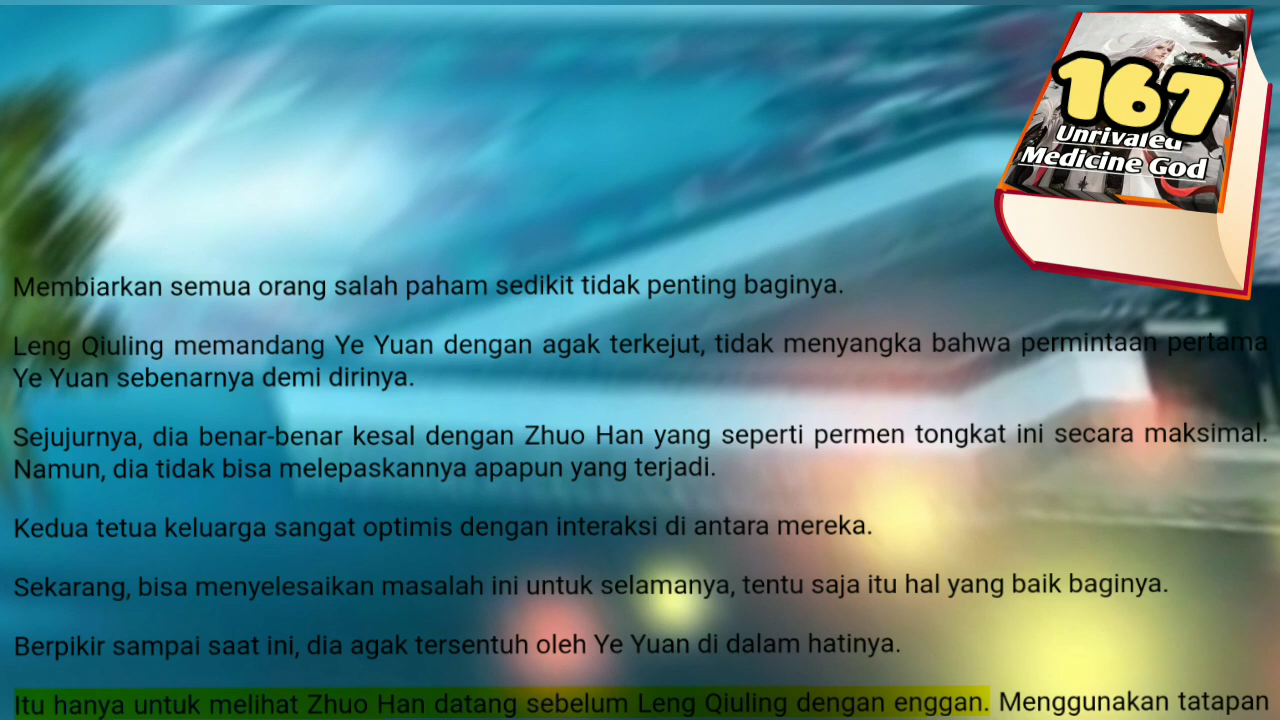 167
Unrivaled
Medicine God
Membiarkan semua orang salah paham sedikit tidak penting baginya.
Leng Qiuling memandang Ye Yuan dengan agak terkejut, tidak menyangka bahwa permintaan pertama
Ye Yuan sebenarnya demi dirinya.
Sejujurnya, dia benar-benar kesal dengan Zhuo Han yang seperti permen tongkat ini secara maksimal.
Namun, dia tidak bisa melepaskannya apapun yang terjadi.
Kedua tetua keluarga sangat optimis dengan interaksi di antara mereka.
Sekarang, bisa menyelesaikan masalah ini untuk selamanya, tentu saja itu hal yang baik baginya.
Berpikir sampai saat ini, dia agak tersentuh oleh Ye Yuan di dalam hatinya.
Itu hanya untuk melihat Zhuo Han datang sebelum Leng Qiuling dengan enggan. Menggunakan tatapan